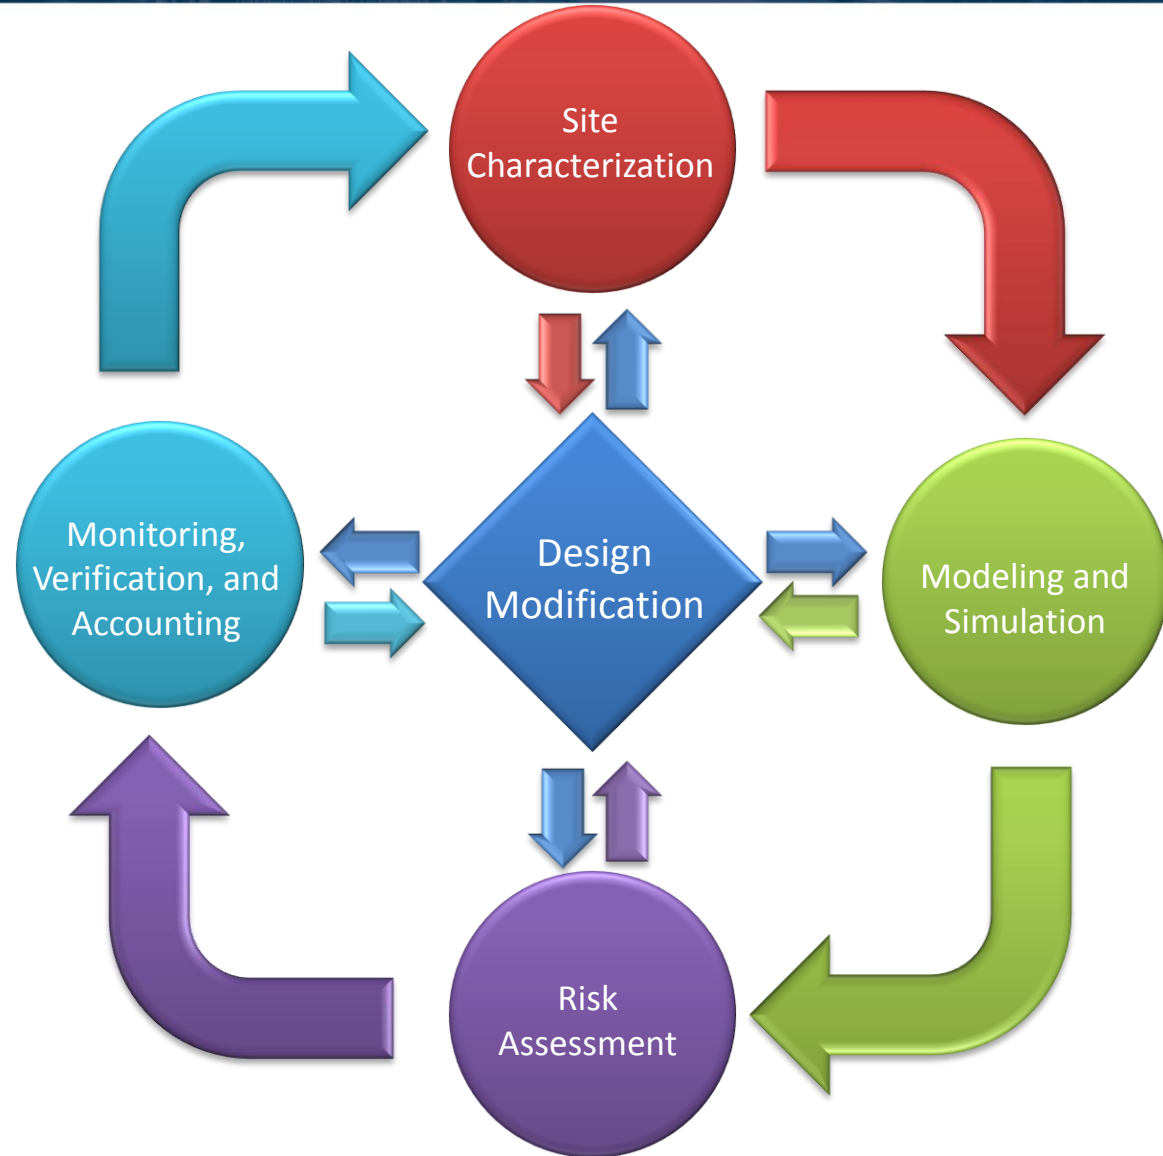 Site
Characterization
Monitoring,
Verification, and
Accounting
Design
Modification
Modeling and
Simulation
Risk
Assessment